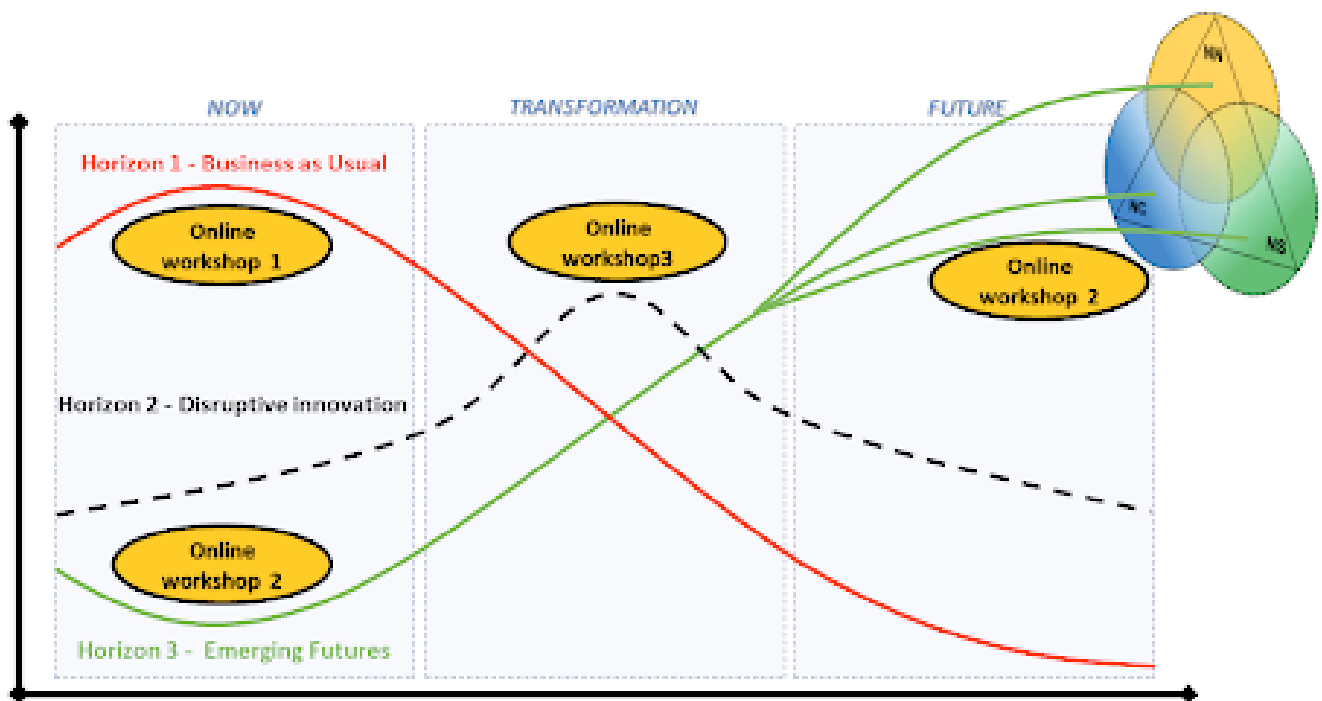 NOW
TRANSFORMATION
FUTURE
Horizon 1 - Business as Usual
Online
workshop 1
Online
workshop3
Online
workshop 2
Horizon 2 - Disruptive innovation
Online
workshop 2
Horizon 3 - Emerging Futures
NN
NC
NS